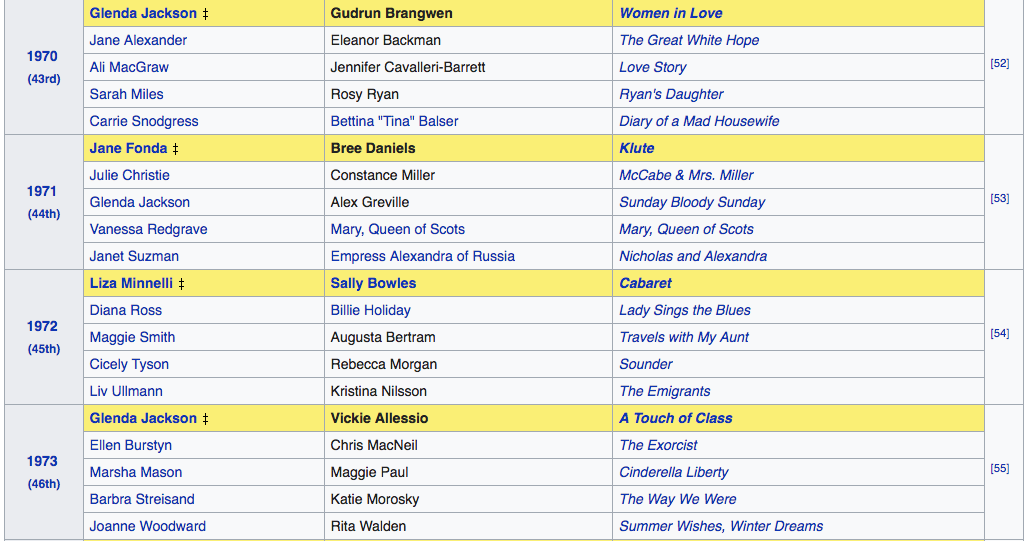 Glenda Jackson ‡ Gudrun Brangwen Women in Love
Jane Alexander Eleanor Backman The Great White Hope
1970
(43rd)
Ali MacGraw Jennifer Cavalleri-Barrett Love Story
[52]
Sarah Miles Rosy Ryan Ryan's Daughter
Carrie Snodgress Bettina "Tina" Balser Diary of a Mad Housewife
Jane Fonda ‡ Bree Daniels Klute
Julie Christie Constance Miller McCabe & Mrs. Miller
1971
(44th)
Glenda Jackson Alex Greville Sunday Bloody Sunday
[53]
Vanessa Redgrave Mary, Queen of Scots Mary, Queen of Scots
Janet Suzman Empress Alexandra of Russia Nicholas and Alexandra
Liza Minnelli ‡ Sally Bowles Cabaret
Diana Ross Billie Holiday Lady Sings the Blues
1972
(45th)
Maggie Smith Augusta Bertram Travels with My Aunt
[54]
Cicely Tyson Rebecca Morgan Sounder
Liv Ullmann Kristina Nilsson The Emigrants
Glenda Jackson ‡ Vickie Allessio A Touch of Class
Ellen Burstyn Chris MacNeil The Exorcist
1973
(46th)
Marsha Mason Maggie Paul Cinderella Liberty
[55]
Barbra Streisand Katie Morosky The Way We Were
Joanne Woodward Rita Walden Summer Wishes, Winter Dreams